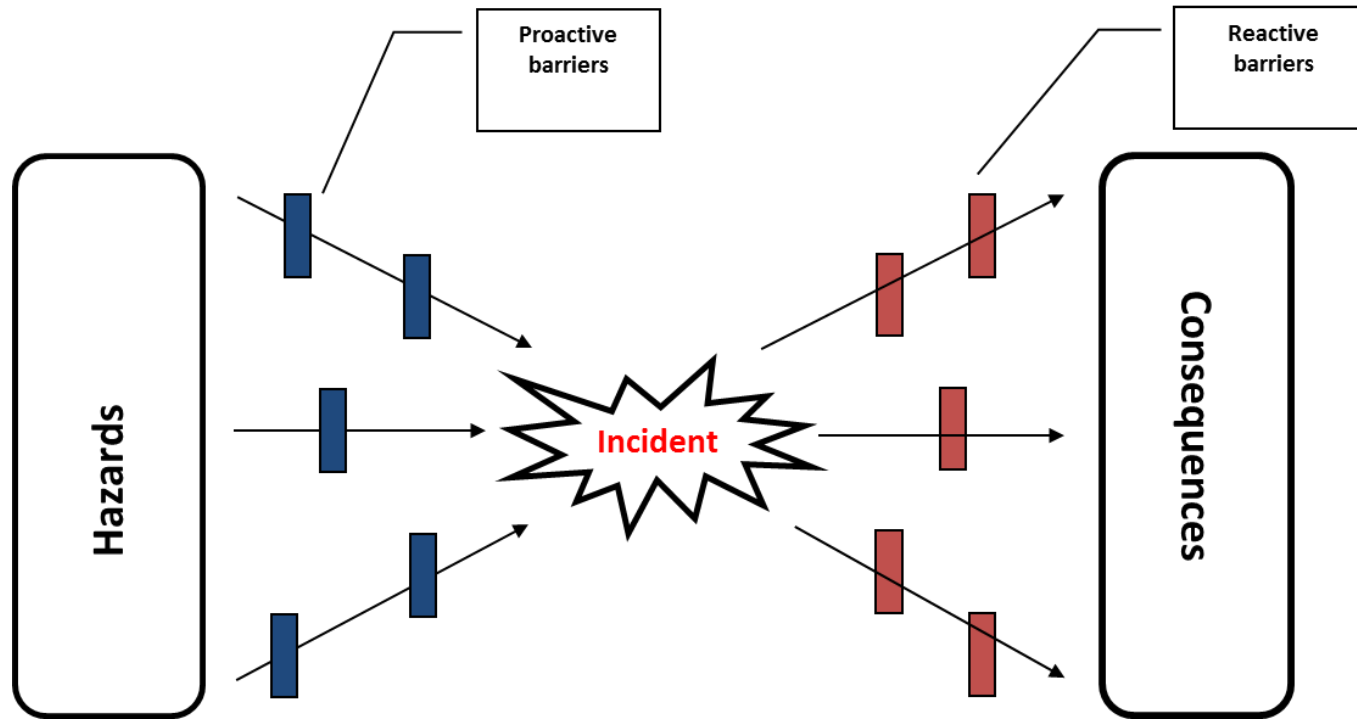 Proactive
barriers
Reactive
barriers
Hazards
Incident
Consequences